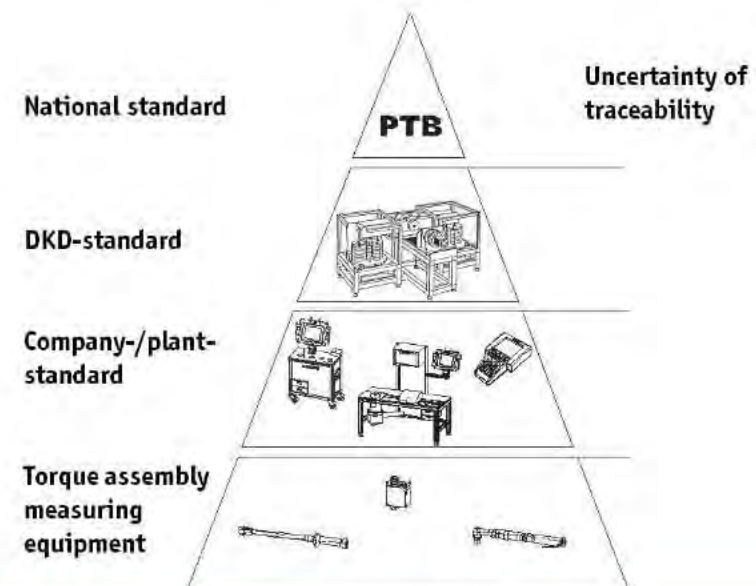 National standard
PTB
Uncertainty of
traceability
DKD-standard
Company-/plant-
standard
Torque assembly
measuring
equipment